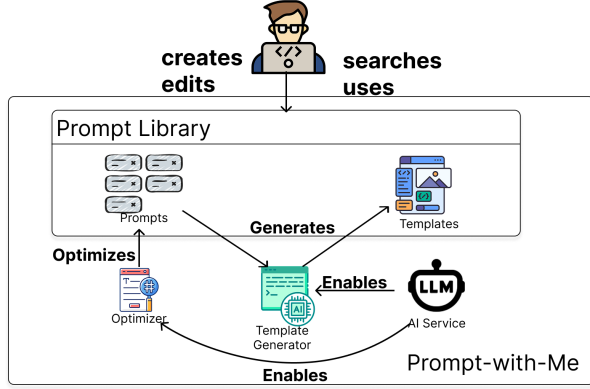 creates
edits
searches
uses
Prompt Library
Prompts
Templates
Generates
Optimizes
Optimizer
Template
Generator
AI
Enables
LLM
AI Service
Enables
Prompt-with-Me